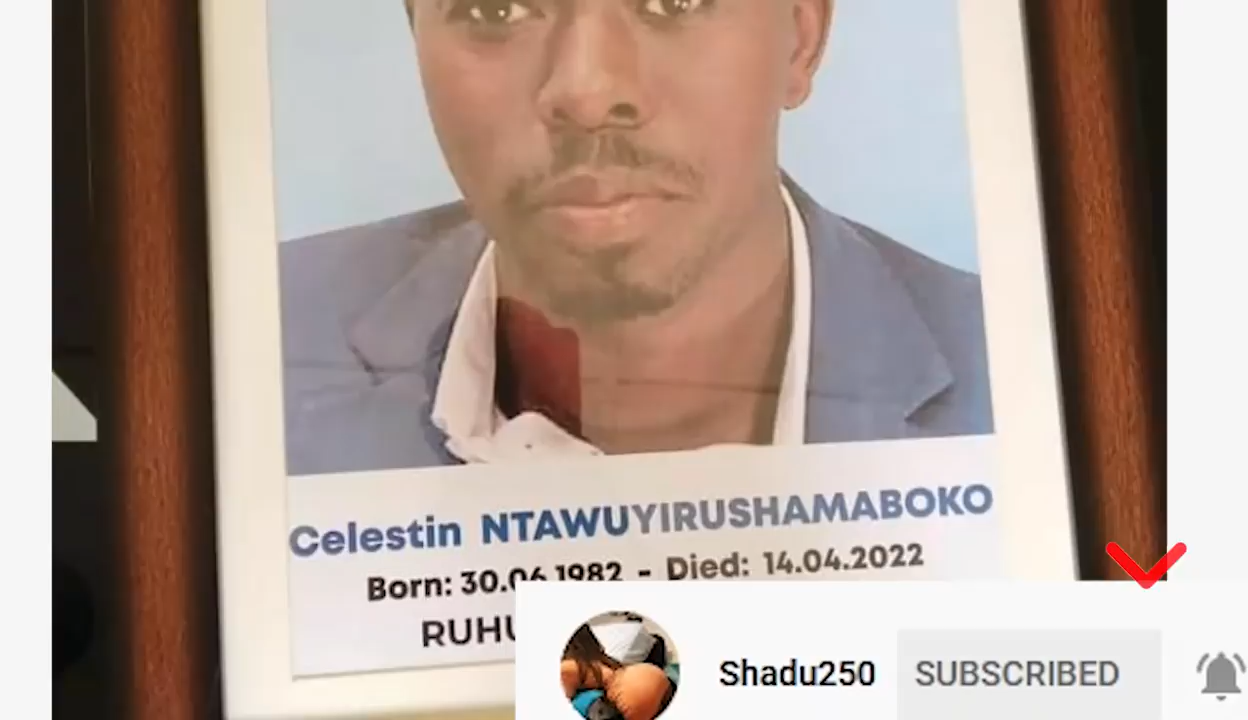 Celestin NTAWUYIRUSHAMABOKO
Born: 30.06.1982 - Died: 14.04.2022
Shadu250 SUBSCRIBED